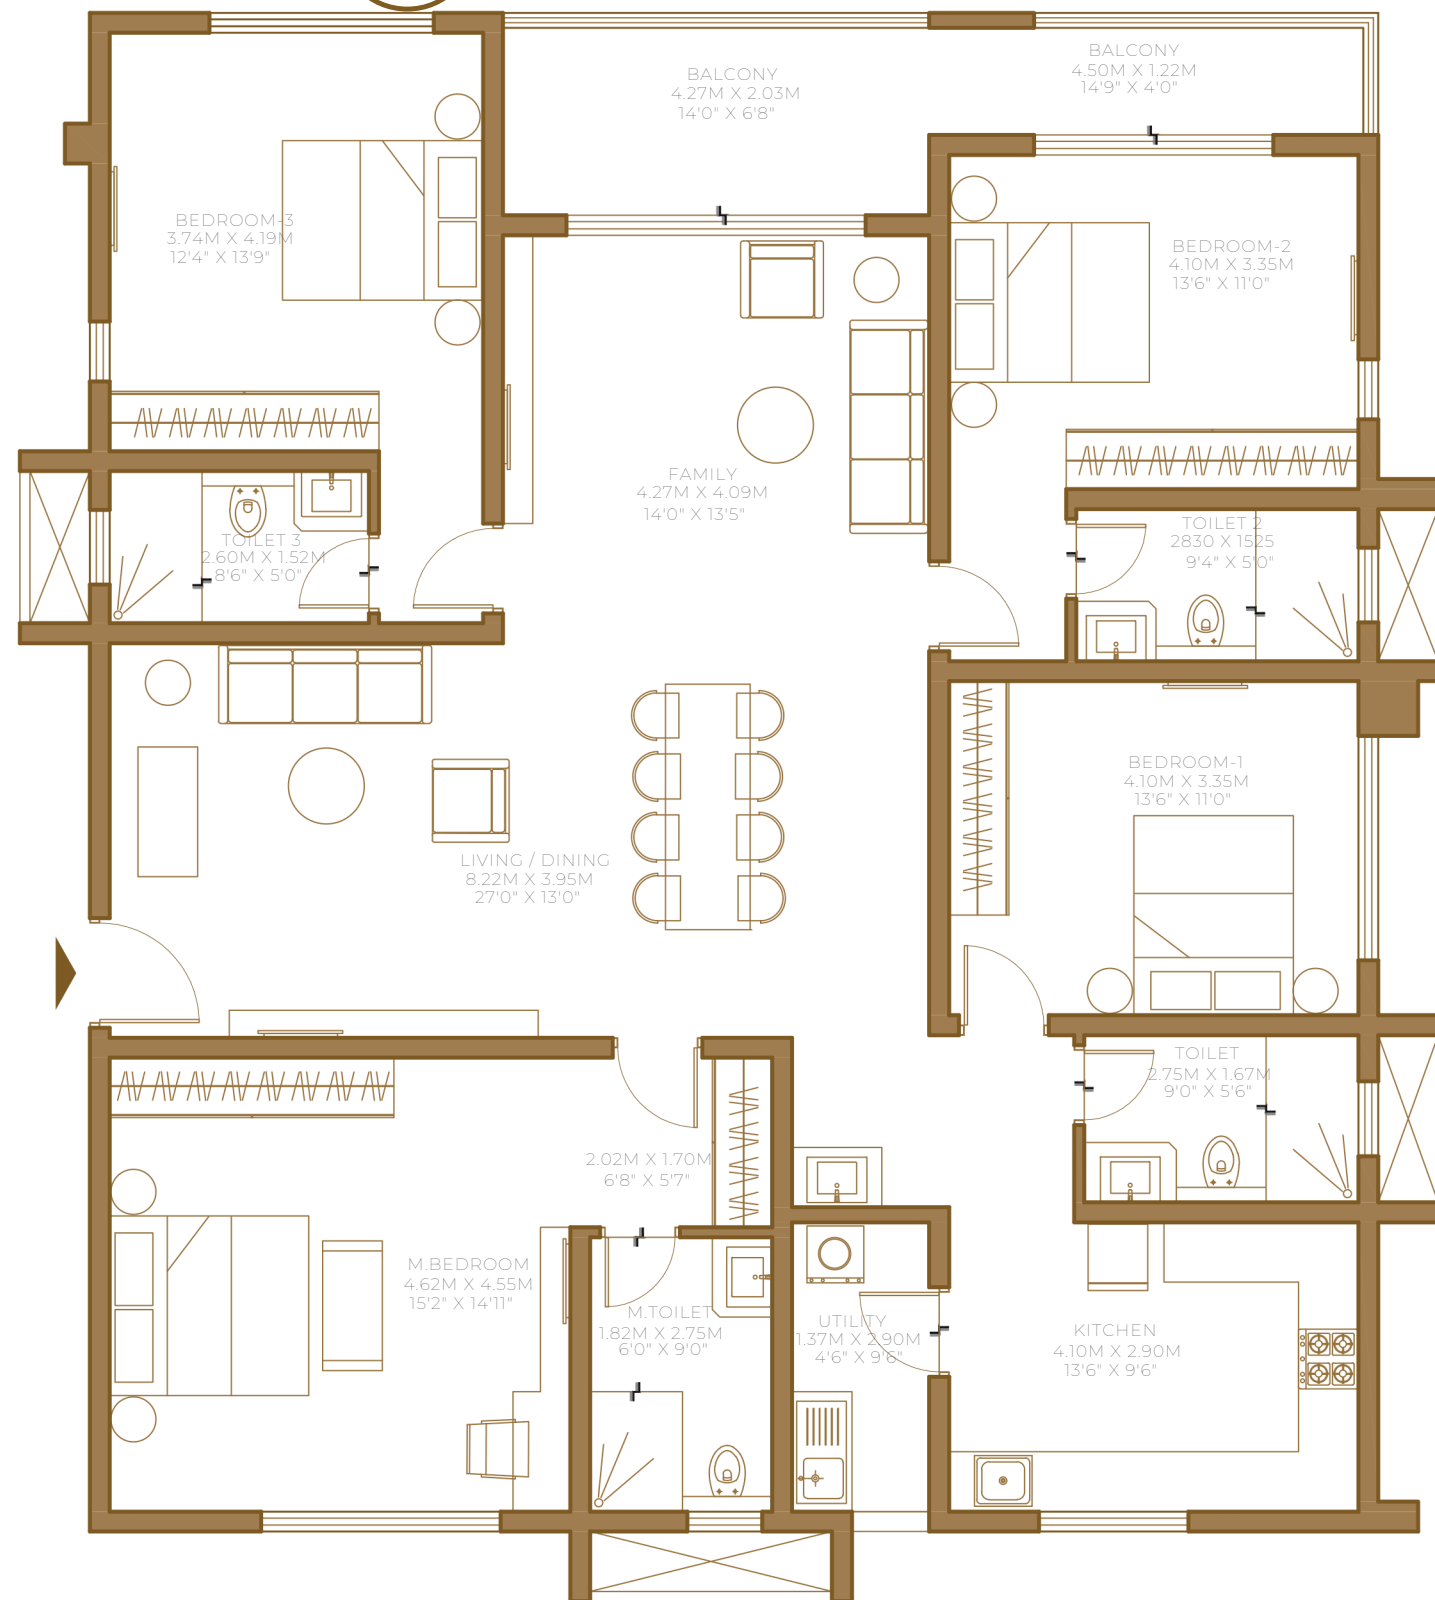 BALCONY
4.27M X 2.03M
14'0" X 6'8"
BALCONY
4.50M X 1.22M
14'9" X 4'0"
BEDROOM-3
3.74M X 4.19M
12'4" X 13'9"
BEDROOM-2
4.10M X 3.35M
13'6" X 11'0"
FAMILY
4.27M X 4.09M
14'0" X 13'5"
TOILET 3
2.60M X 1.52M
8'6" X 5'0"
TOILET 2
2830 X 1525
9'4" X 5'0"
BEDROOM-1
4.10M X 3.35M
13'6" X 11'0"
LIVING / DINING
8.22M X 3.95M
27'0" X 13'0"
TOILET
2.75M X 1.67M
9'0" X 5'6"
2.02M X 1.70M
6'8" X 5'7"
M.BEDROOM
4.62M X 4.55M
15'2" X 14'11"
M.TOILET
1.82M X 2.75M
6'0" X 9'0"
UTILITY
1.37M X 2.90M
4'6" X 9'6"
KITCHEN
4.10M X 2.90M
13'6" X 9'6"